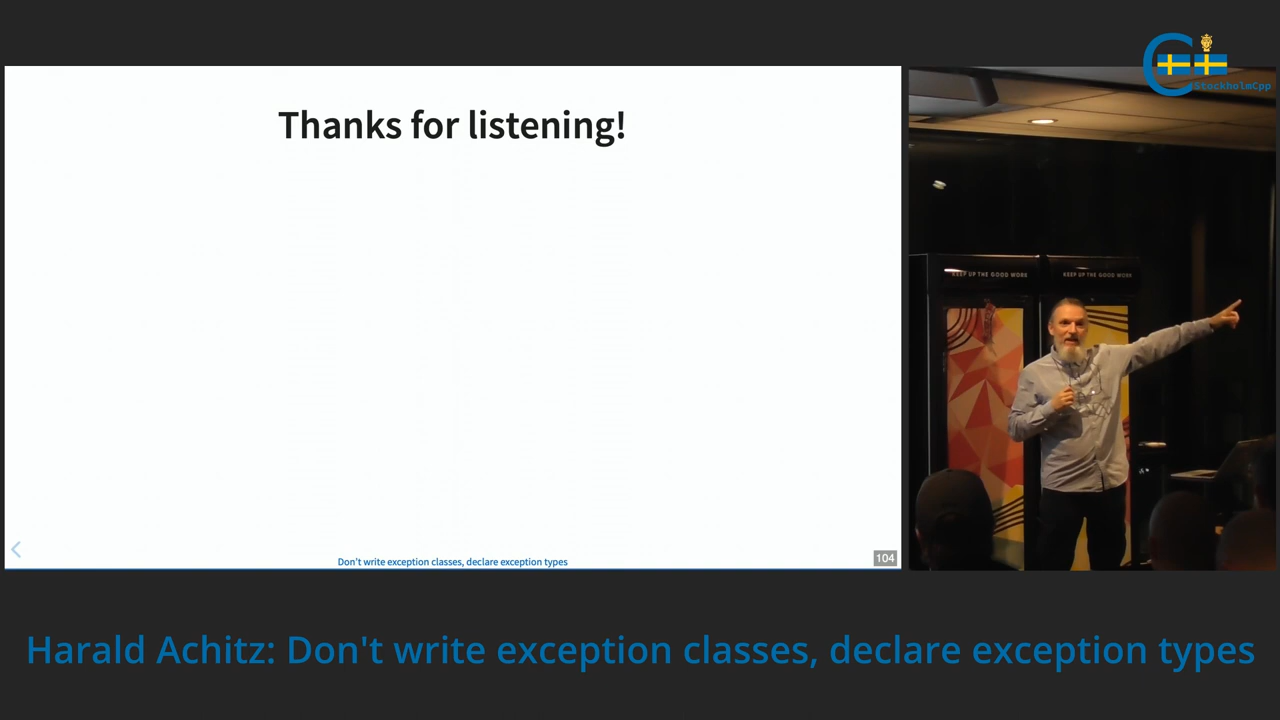 StockholmCpp
Thanks for listening!
KEEP UP THE GOOD WORK
KEEP UP THE GOOD WORK
Don't write exception classes, declare exception types
104
Harald Achitz: Don't write exception classes, declare exception types